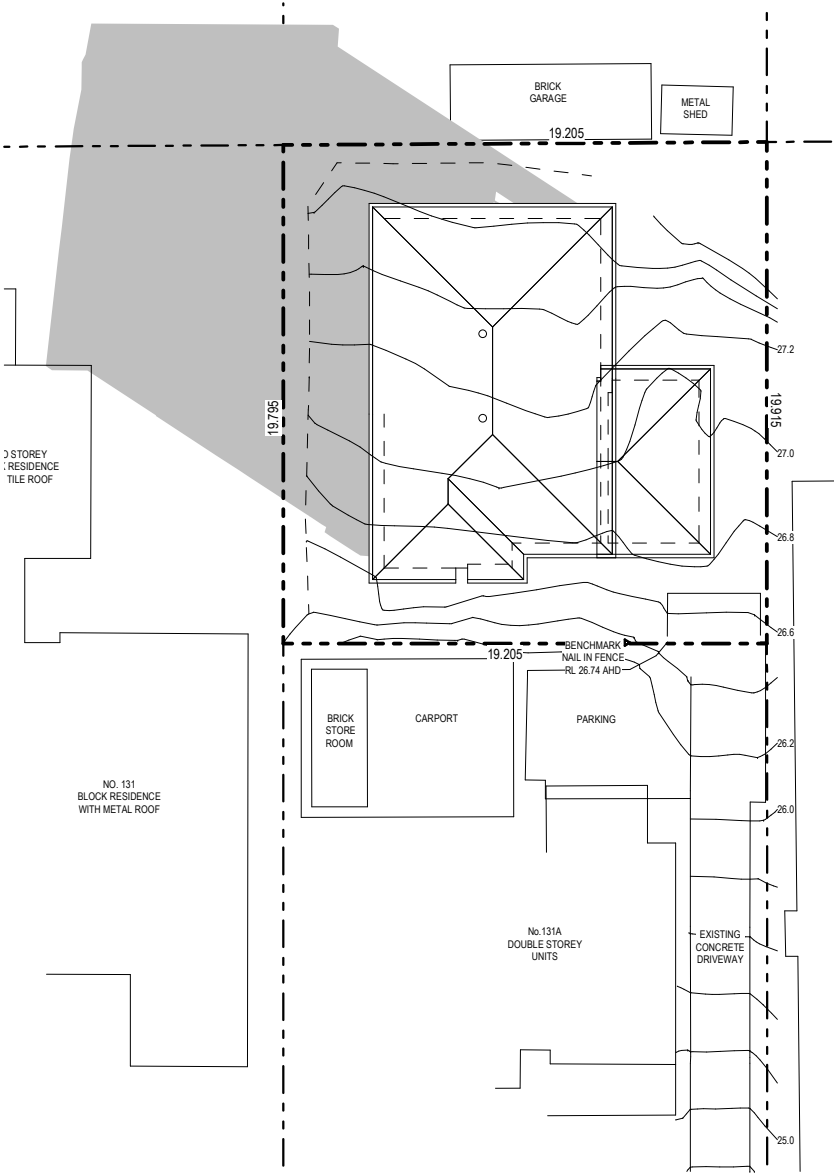 BRICK
GARAGE
METAL
SHED
19.205
27.2
19.795
19.915
27.0
STOREY
RESIDENCE
TILE ROOF
26.8
26.6
19.205
BENCHMARK
NAIL IN FENCE
RL 26.74 AHD
BRICK
STORE
ROOM
CARPORT
PARKING
26.2
NO. 131
BLOCK RESIDENCE
WITH METAL ROOF
26.0
No.131A
DOUBLE STOREY
UNITS
EXISTING
CONCRETE
DRIVEWAY
25.0